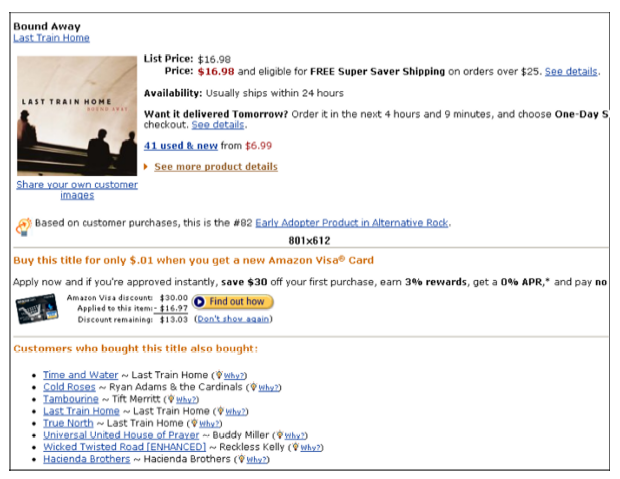 Bound Away
Last Train Home
LAST TRAIN HOME
BOUND AWAY
Share your own customer
images
List Price: $16.98
Price: $16.98 and eligible for FREE Super Saver Shipping on orders over $25. See details.
Availability: Usually ships within 24 hours
Want it delivered Tomorrow? Order it in the next 4 hours and 9 minutes, and choose One-Day S
checkout. See details.
41 used & new from $6.99
See more product details
Based on customer purchases, this is the #82 Early Adopter Product in Alternative Rock.
801x612
Buy this title for only $.01 when you get a new Amazon Visa® Card
Apply now and if you're approved instantly, save $30 off your first purchase, earn 3% rewards, get a 0% APR,* and pay no
Amazon Visa discount: $30.00
Applied to this item: - $16.97
Discount remaining: $13.03 (Don't show again)
Find out how
Customers who bought this title also bought:
• Time and Water ~ Last Train Home (Why?)
• Cold Roses ~ Ryan Adams & the Cardinals (Why?)
• Tambourine ~ Tift Merritt (Why?)
• Last Train Home ~ Last Train Home (Why?)
• True North ~ Last Train Home (Why?)
• Universal United House of Prayer ~ Buddy Miller (Why?)
• Wicked Twisted Road [ENHANCED] ~ Reckless Kelly (Why?)
• Hacienda Brothers ~ Hacienda Brothers (Why?)